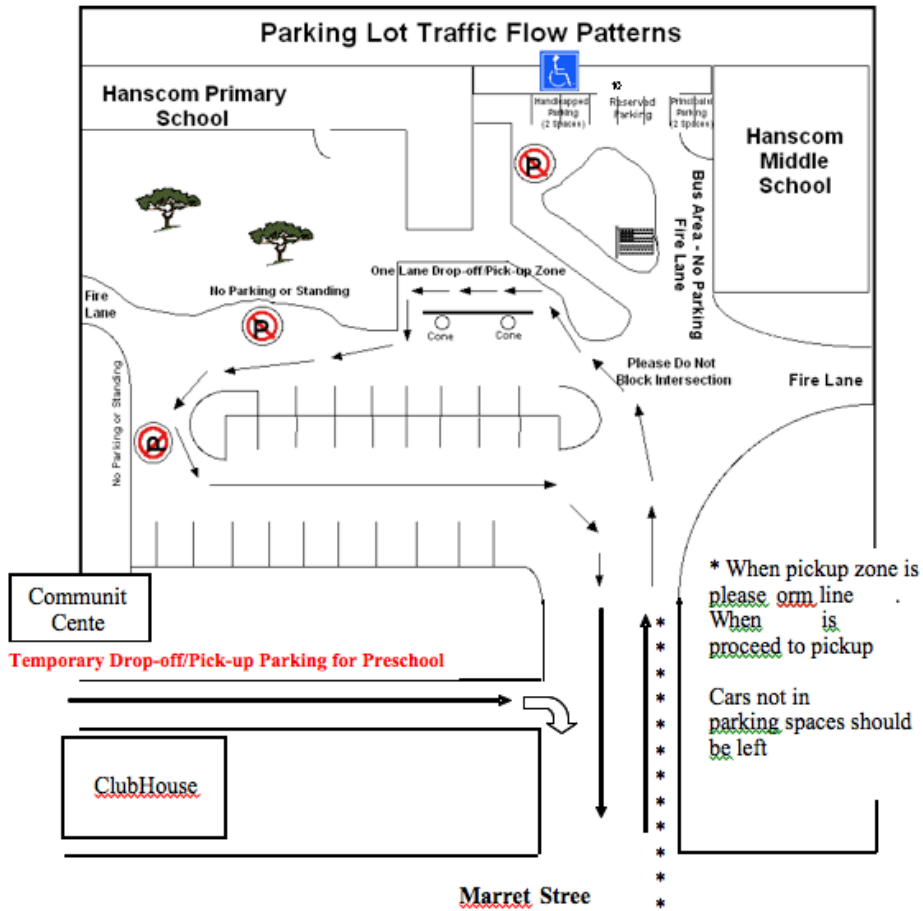 Parking Lot Traffic Flow Patterns
Hanscom Primary
School
Handicapped
Parking
(2 Spaces)
10
Reserved
Parking
Principals
Parking
(2 Spaces)
Hanscom
Middle
School
P
Bus Area - No Parking
Fire Lane
One Lane Drop-off/Pick-up Zone
No Parking or Standing
P
Fire
Lane
Cone
Cone
Please Do Not
Block Intersection
Fire Lane
No Parking or Standing
P
Communit
Cente
Temporary Drop-off/Pick-up Parking for Preschool
* When pickup zone is
please orm line .
When is
proceed to pickup
Cars not in
parking spaces should
be left
ClubHouse
Marret Stree